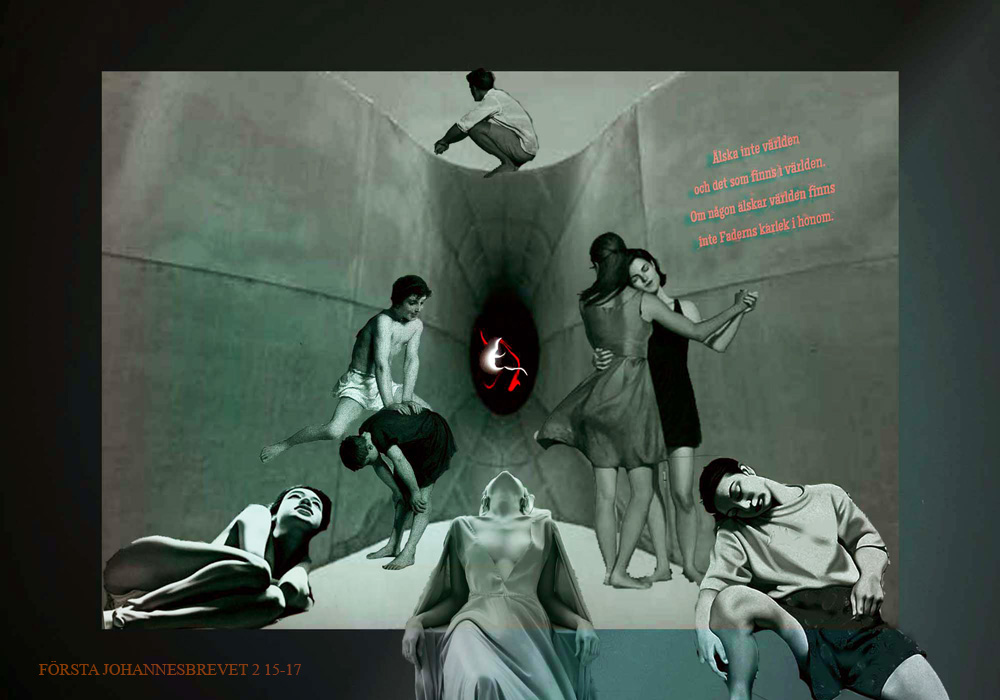 Älska inte världen
och det som finns i världen.
Om någon älskar världen finns
inte Faderns kärlek i honom.
FÖRSTA JOHANNESBREVET 2 15-17